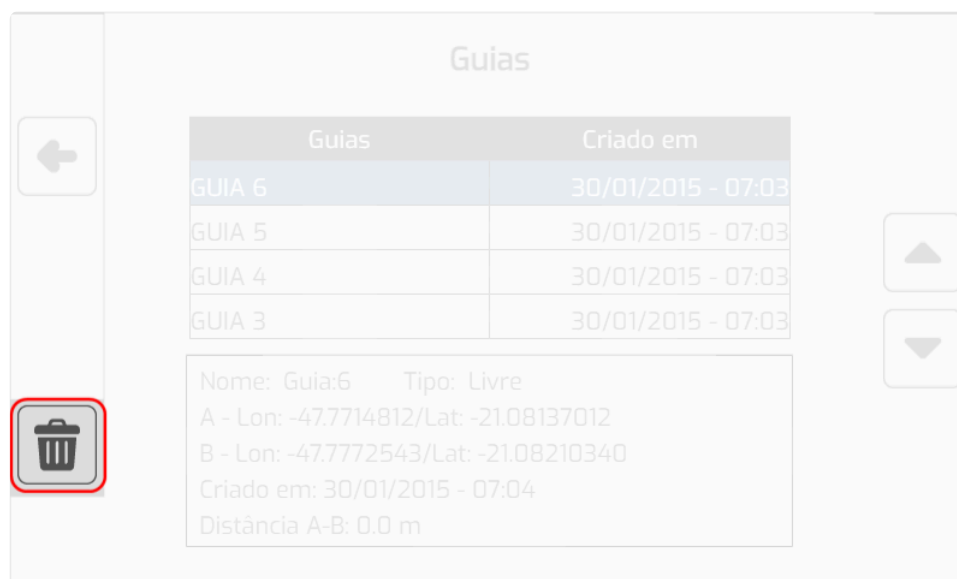 Guias
Guias Criado em
GUIA 6 30/01/2015 - 07:03
GUIA 5 30/01/2015 - 07:03
GUIA 4 30/01/2015 - 07:03
GUIA 3 30/01/2015 - 07:03
Nome: Guia:6 Tipo: Livre
A - Lon: -47.7714812/Lat: -21.08137012
B - Lon: -47.7772543/Lat: -21.08210340
Criado em: 30/01/2015 - 07:04
Distância A-B: 0.0 m